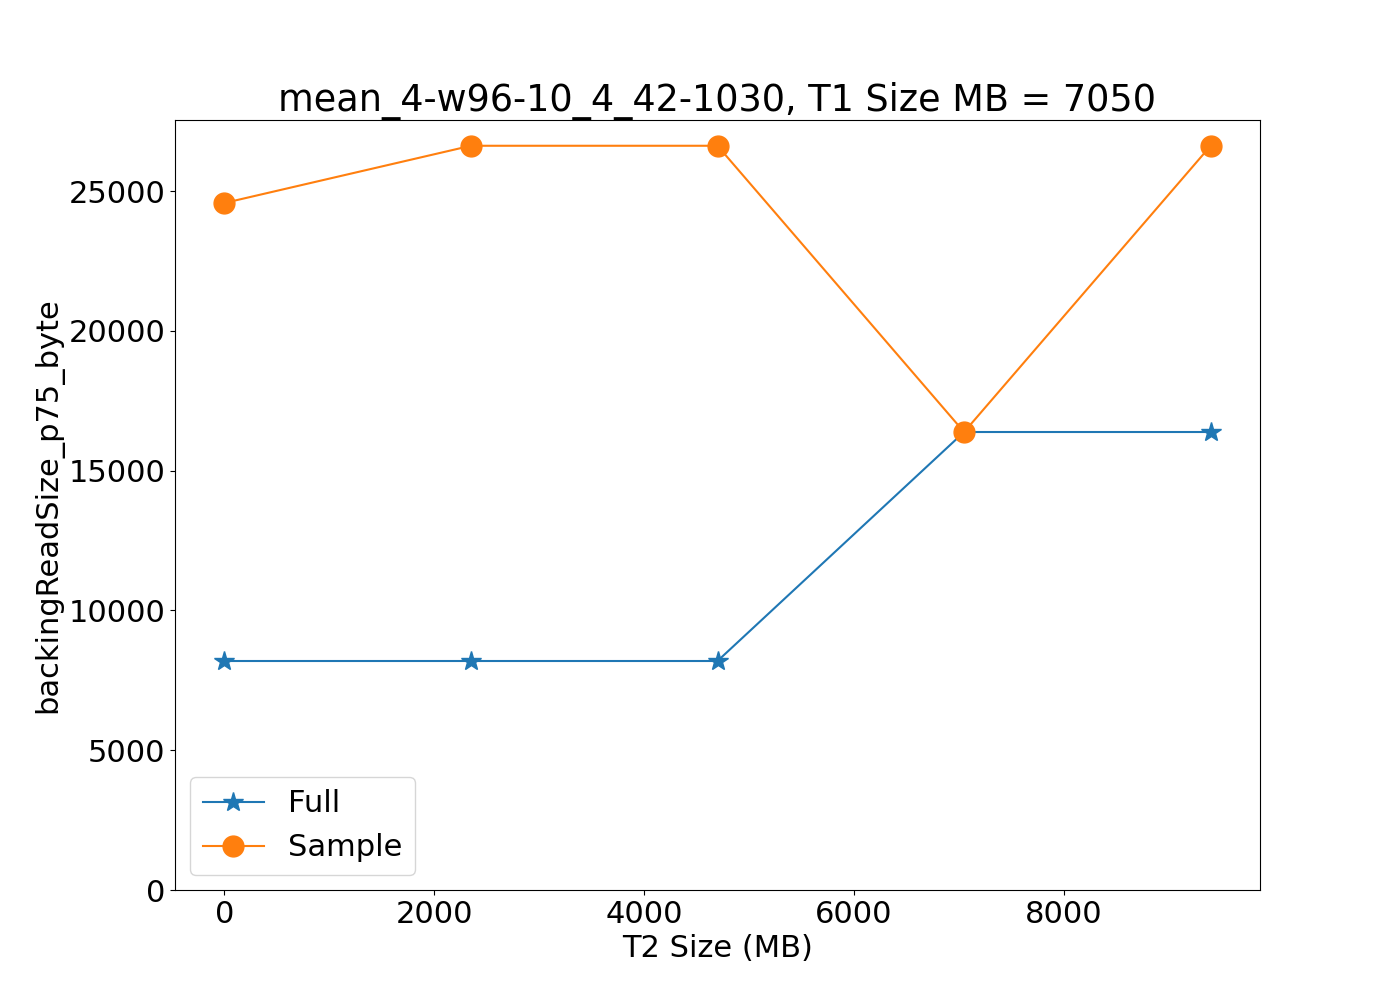 mean_4-w96-10_4_42-1030, T1 Size MB = 7050
backingReadSize_p75_byte
25000
20000
15000
10000
5000
0
Full
Sample
0 2000 4000 6000 8000
T2 Size (MB)